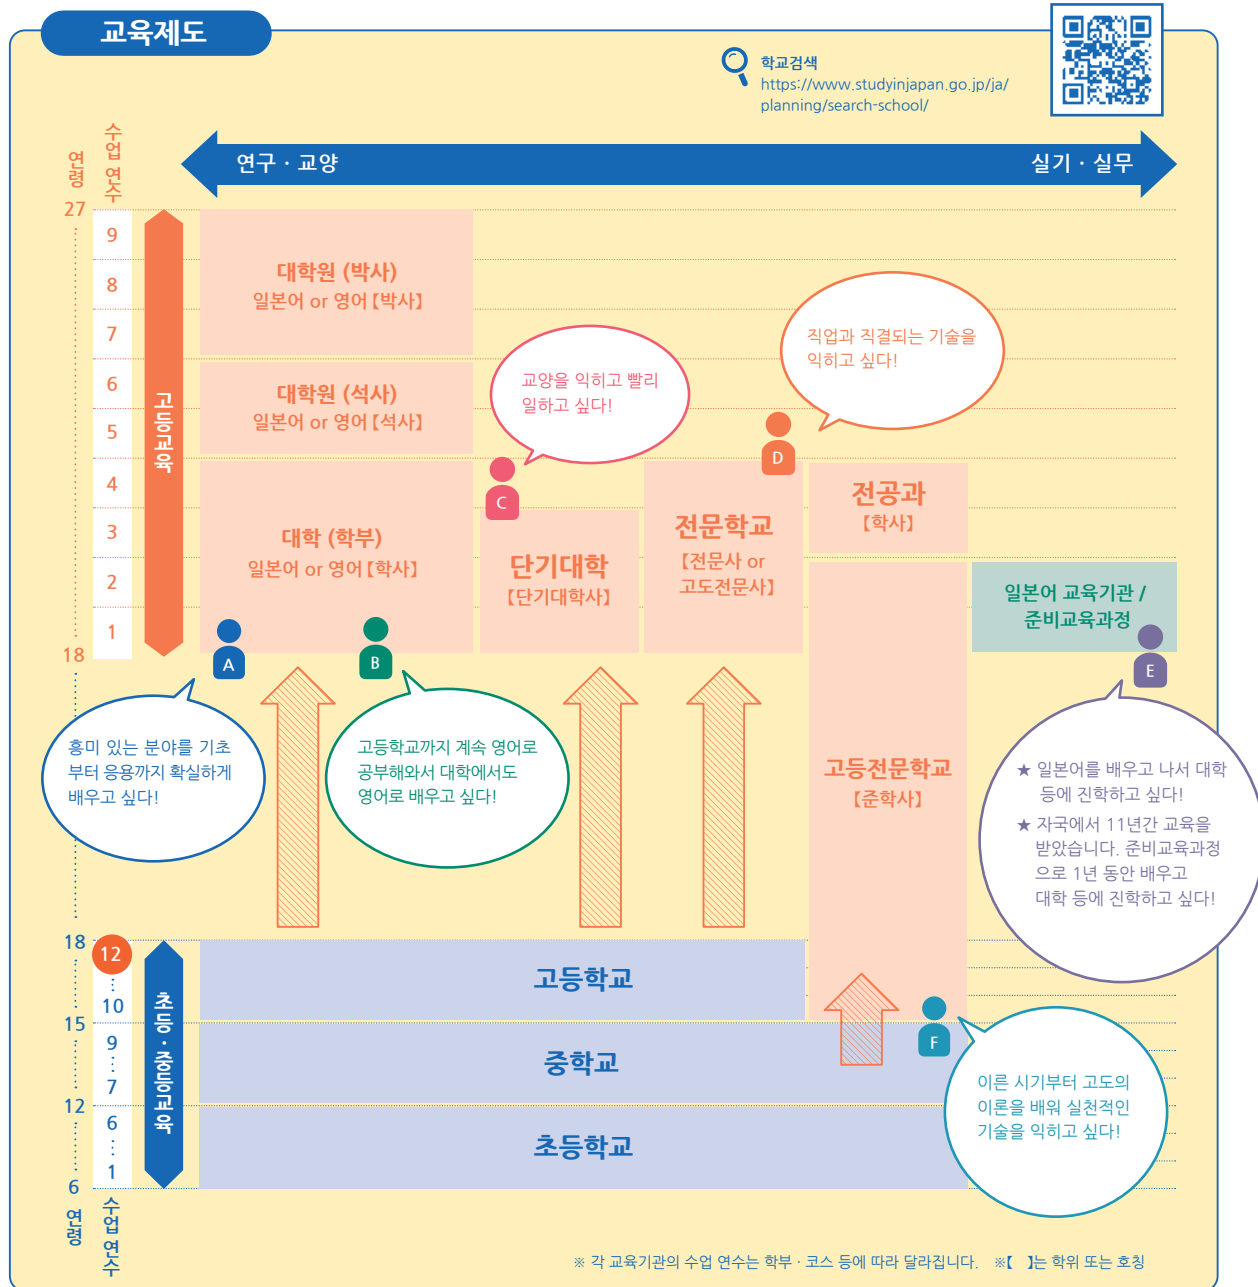 교육제도
학교검색
https://www.studyinjapan.go.jp/ja/
planning/search-school/
연령
수업 연수
연구 · 교양
실기 · 실무
27
9
8
7
6
5
4
3
2
1
18
고등교육
대학원 (박사)
일본어 or 영어【박사】
대학원 (석사)
일본어 or 영어【석사】
대학 (학부)
일본어 or 영어【학사】
교양을 익히고 빨리
일하고 싶다!
C
단기대학
【단기대학사】
직업과 직결되는 기술을
익히고 싶다!
D
전문학교
【전문사 or
고도전문사】
전공과
【학사】
일본어 교육기관 /
준비교육과정
A
B
E
흥미 있는 분야를 기초
부터 응용까지 확실하게
배우고 싶다!
고등학교까지 계속 영어로
공부해와서 대학에서도
영어로 배우고 싶다!
고등전문학교
【준학사】
★ 일본어를 배우고 나서 대학
등에 진학하고 싶다!
★ 자국에서 11년간 교육을
받았습니다. 준비교육과정
으로 1년 동안 배우고
대학 등에 진학하고 싶다!
18
12
10
15
9
7
12
6
1
6
초등·중등교육
고등학교
중학교
초등학교
F
이른 시기부터 고도의
이론을 배워 실천적인
기술을 익히고 싶다!
연령
수업 연수
※ 각 교육기관의 수업 연수는 학부 · 코스 등에 따라 달라집니다. ※【 】는 학위 또는 호칭